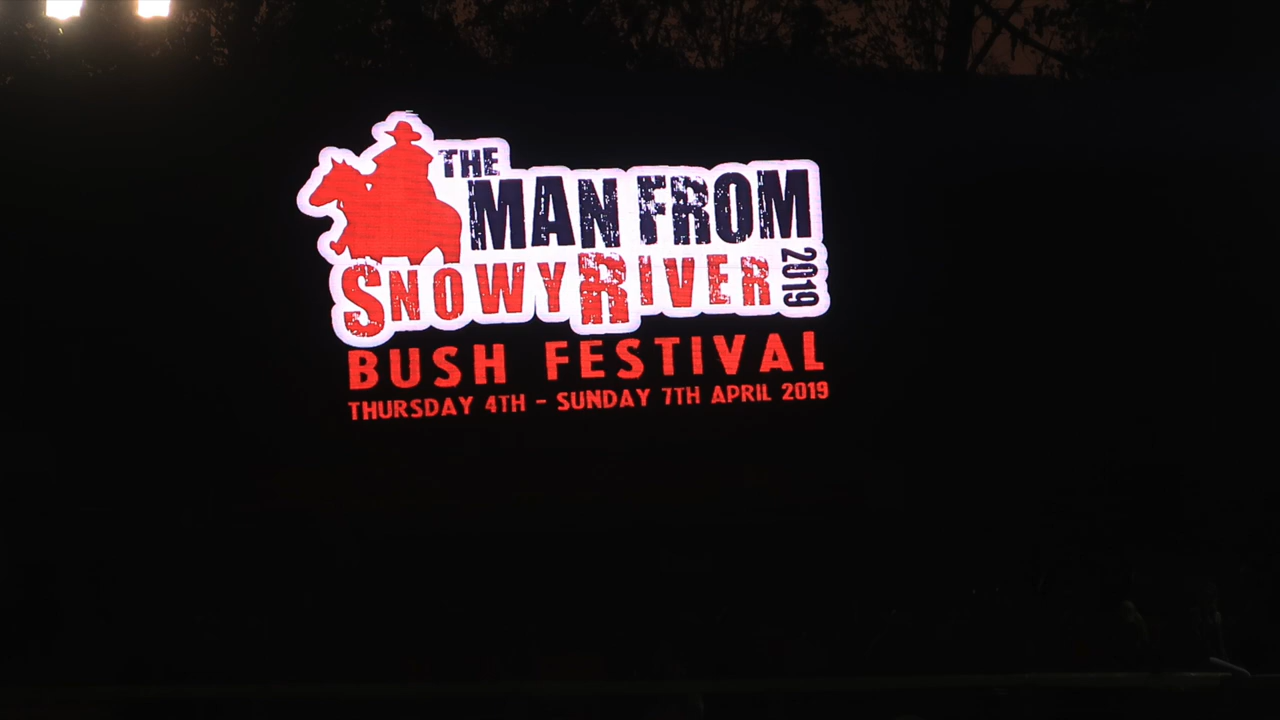 THE
MAN FROM
SNOWY RIVER
2019
BUSH FESTIVAL
THURSDAY 4TH - SUNDAY 7TH APRIL 2019